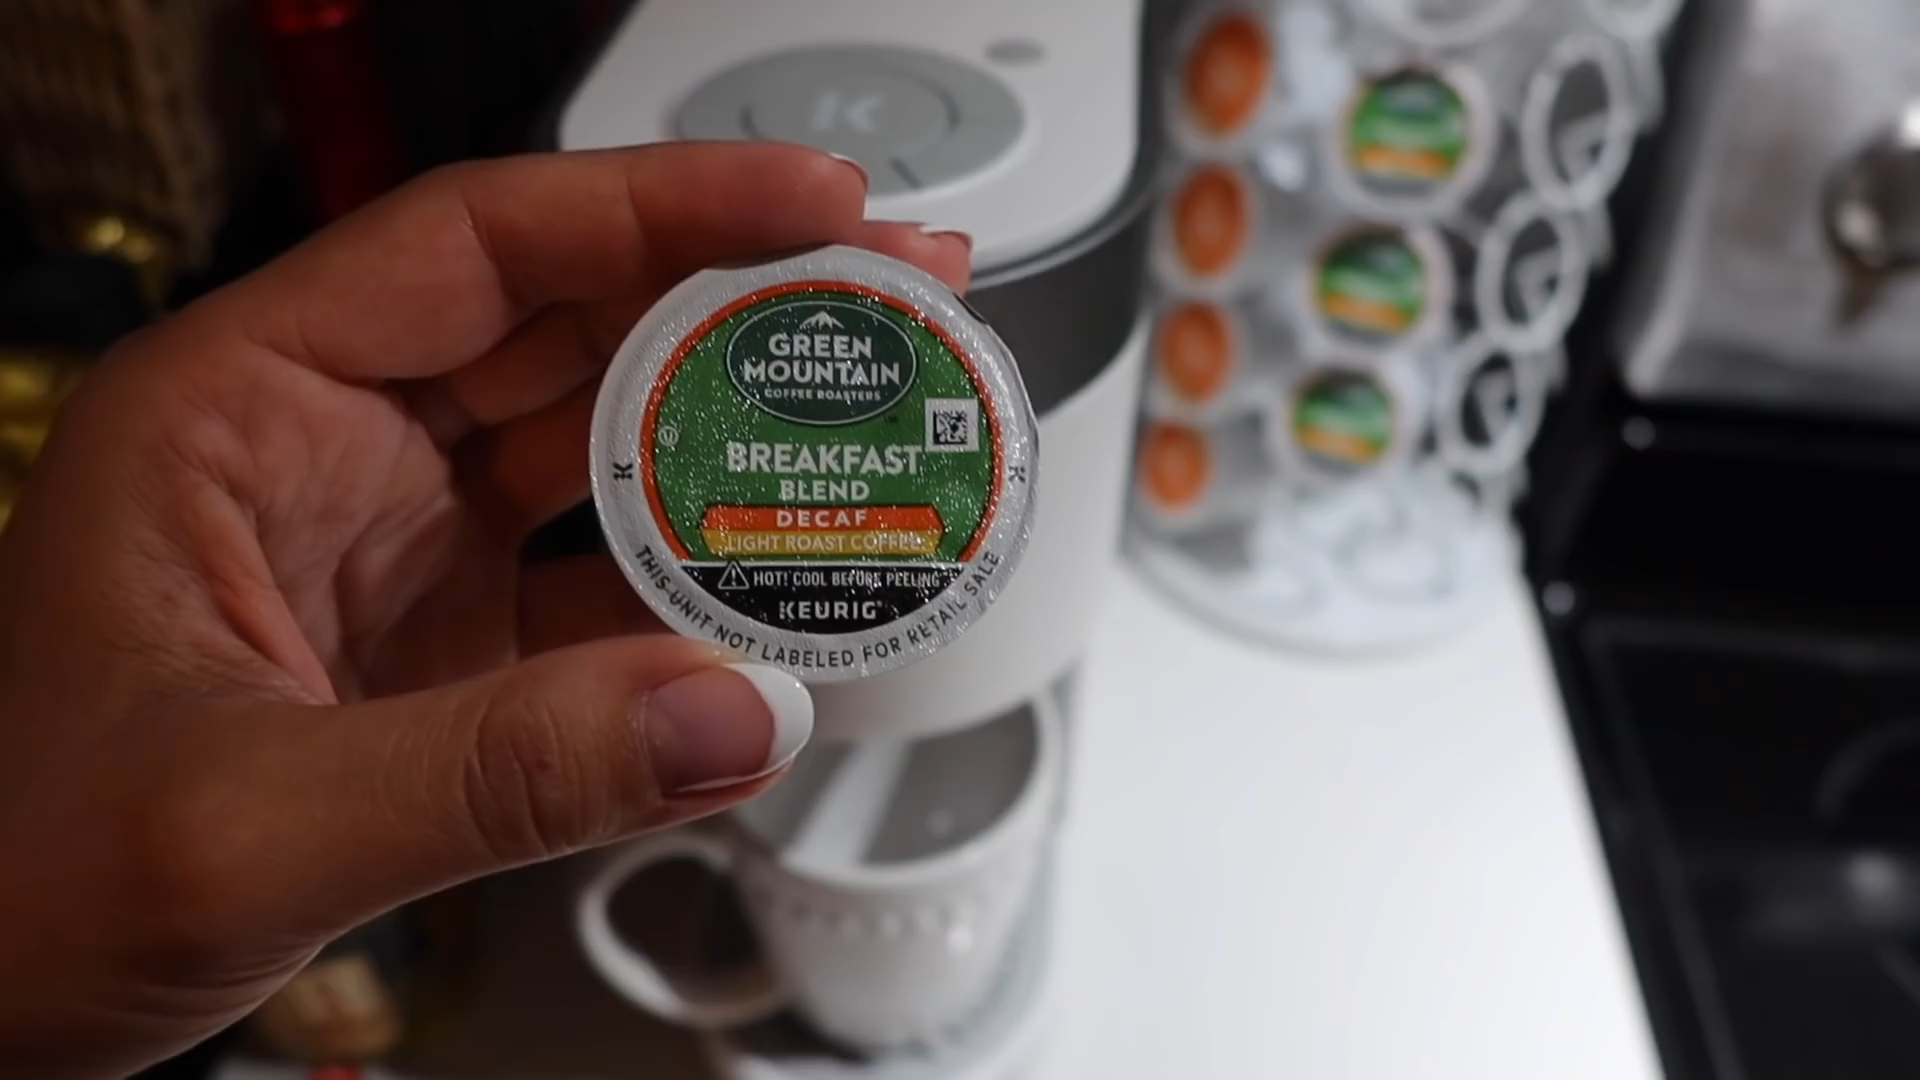 GREEN
MOUNTAIN
COFFEE ROASTERS
BREAKFAST
BLEND
DECAF
LIGHT ROAST COFFEE
HOT! COOL BEFORE PEELING
KEURIG®
THIS UNIT NOT LABELED FOR RETAIL SALE